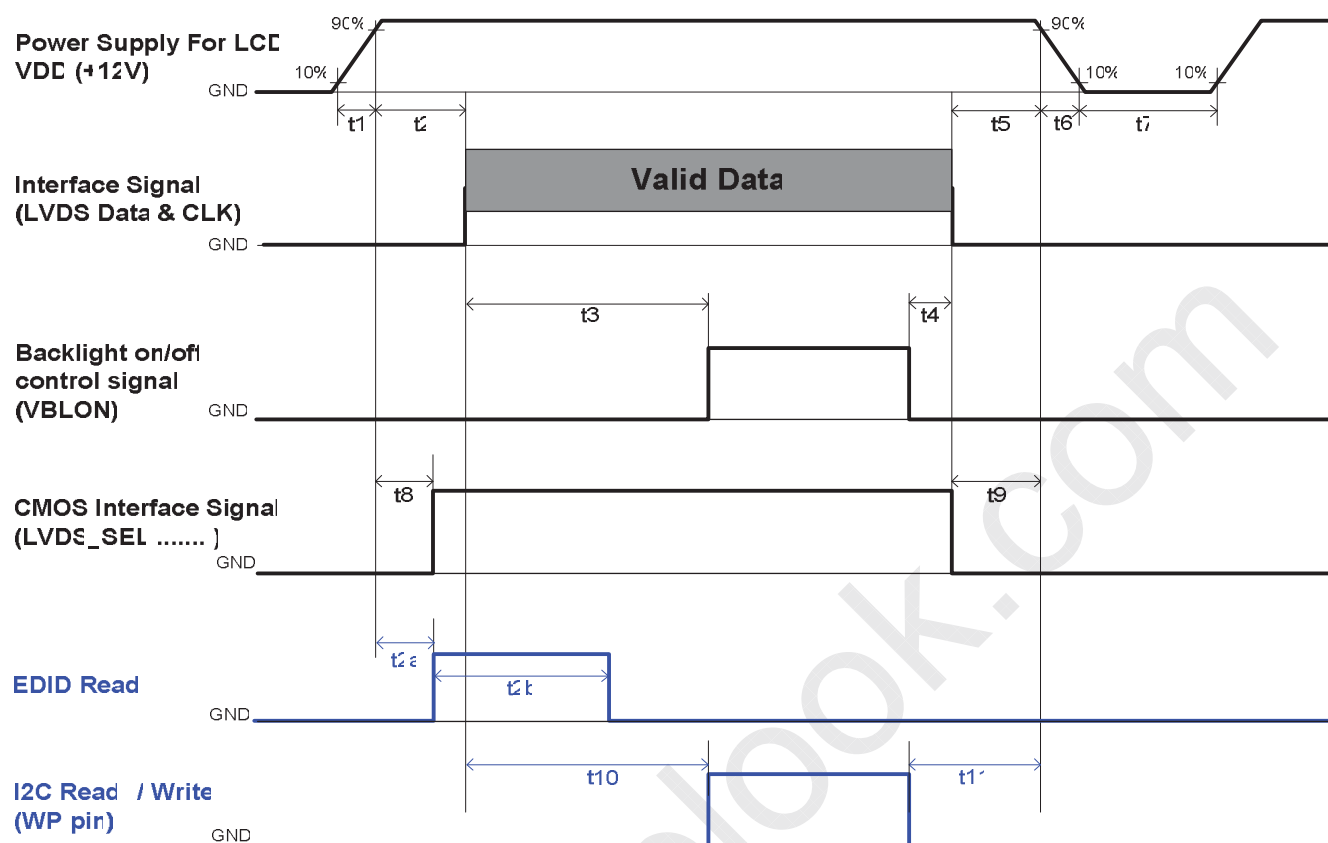 90%
90%
Power Supply For LCD
VDD (+12V)
10%
10%
10%
GND
t1
t2
t5
t6
t7
Valid Data
Interface Signal
(LVDS Data & CLK)
GND
t3
t4
Backlight on/off
control signal
(VBLON)
GND
t8
t9
CMOS Interface Signal
(LVDS_SEL ....... )
GND
t2a
t2b
EDID Read
GND
t10
t11
I2C Read / Write
(WP pin)
GND
elook.com